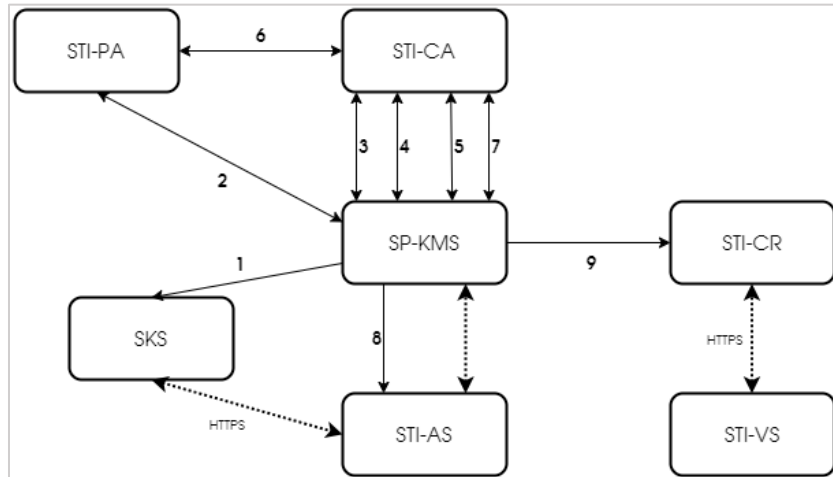 STI-PA
6
STI-CA
3
4
5
7
2
SP-KMS
STI-CR
1
9
SKS
8
HTTPS
HTTPS
STI-AS
STI-VS